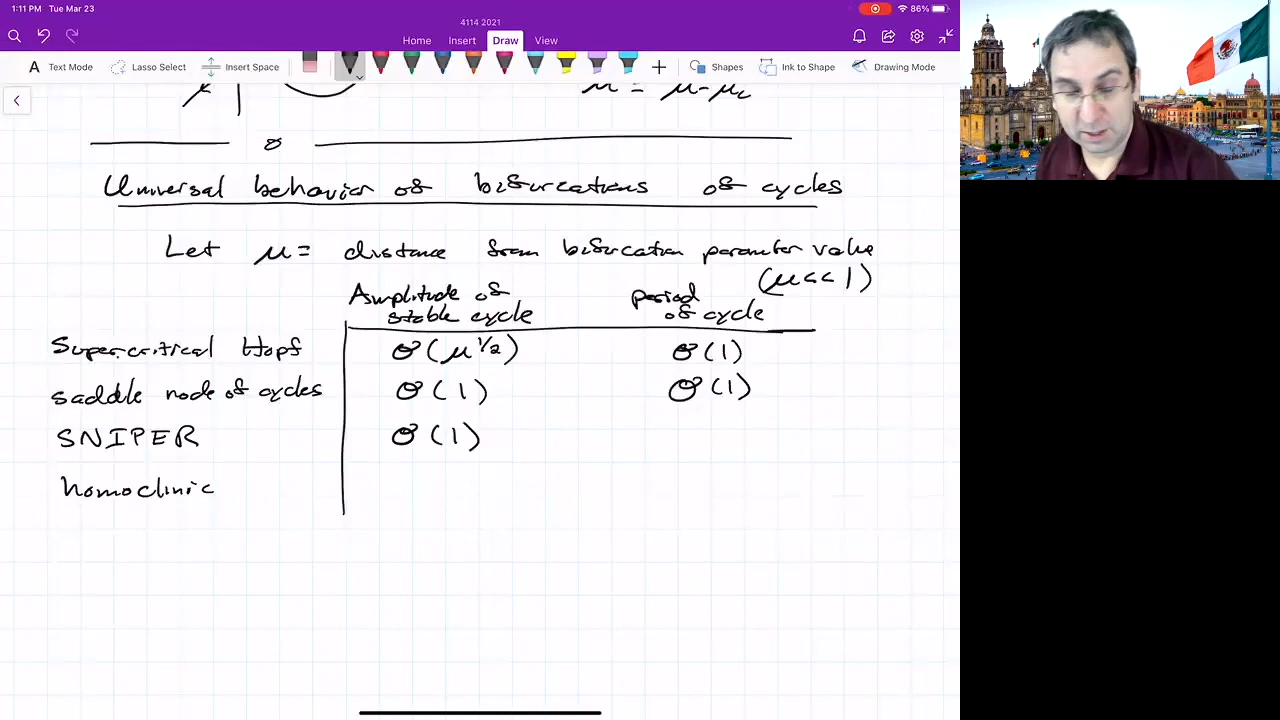 1:11 PM Tue Mar 23
86%
4114 2021
Home Insert Draw View
Text Mode Lasso Select Insert Space Shapes Ink to Shape Drawing Mode
μ = μ - μc
Universal behavior of bifurcations of cycles
Let μ = distance from bifurcation parameter value
(μ << 1)
Amplitude of stable cycle
period of cycle
Supercritical Hopf O(μ^1/2) O(1)
saddle node of cycles O(1) O(1)
SNIPER O(1)
homoclinic